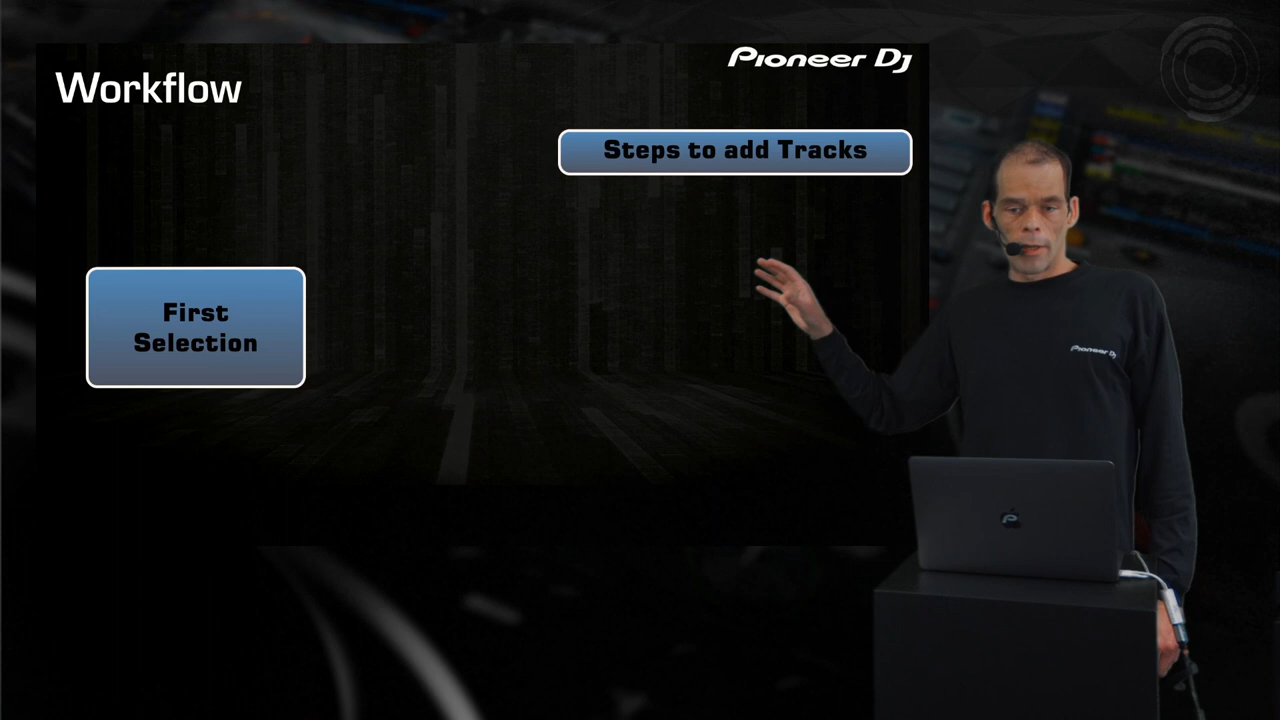 Pioneer Dj
Workflow
Steps to add Tracks
First
Selection
Pioneer Dj